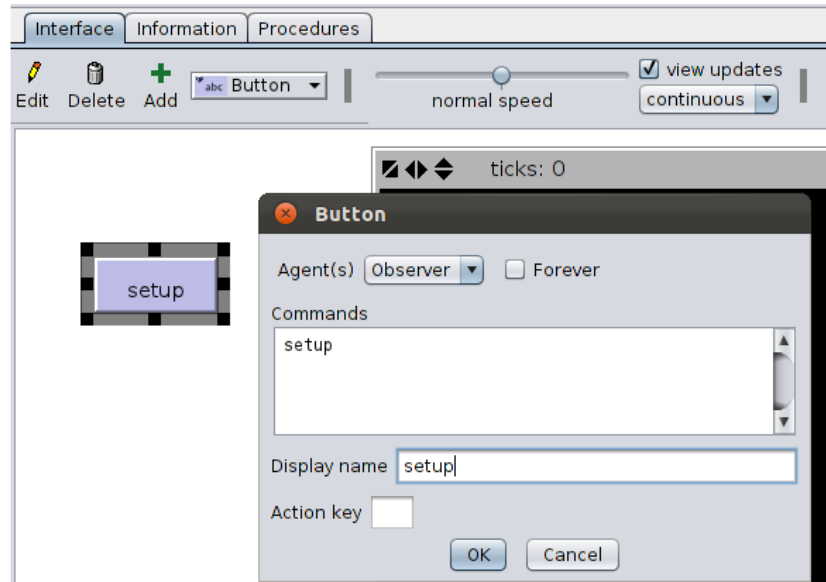 Interface Information Procedures
Edit Delete Add abc Button normal speed view updates
continuous
ticks: 0
Button
setup
Agent(s) Observer Forever
Commands
setup
Display name setup
Action key
OK Cancel